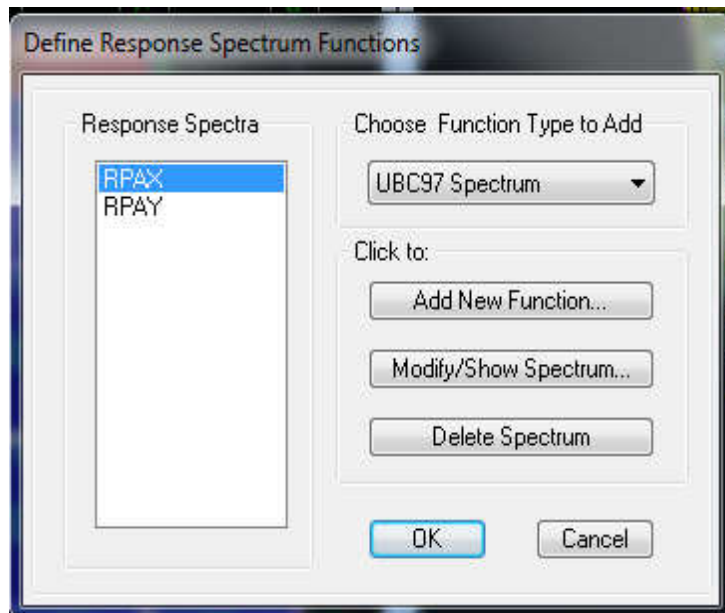 Define Response Spectrum Functions
Response Spectra
RPAX
RPAY
Choose Function Type to Add
UBC97 Spectrum
Click to:
Add New Function...
Modify/Show Spectrum...
Delete Spectrum
OK
Cancel